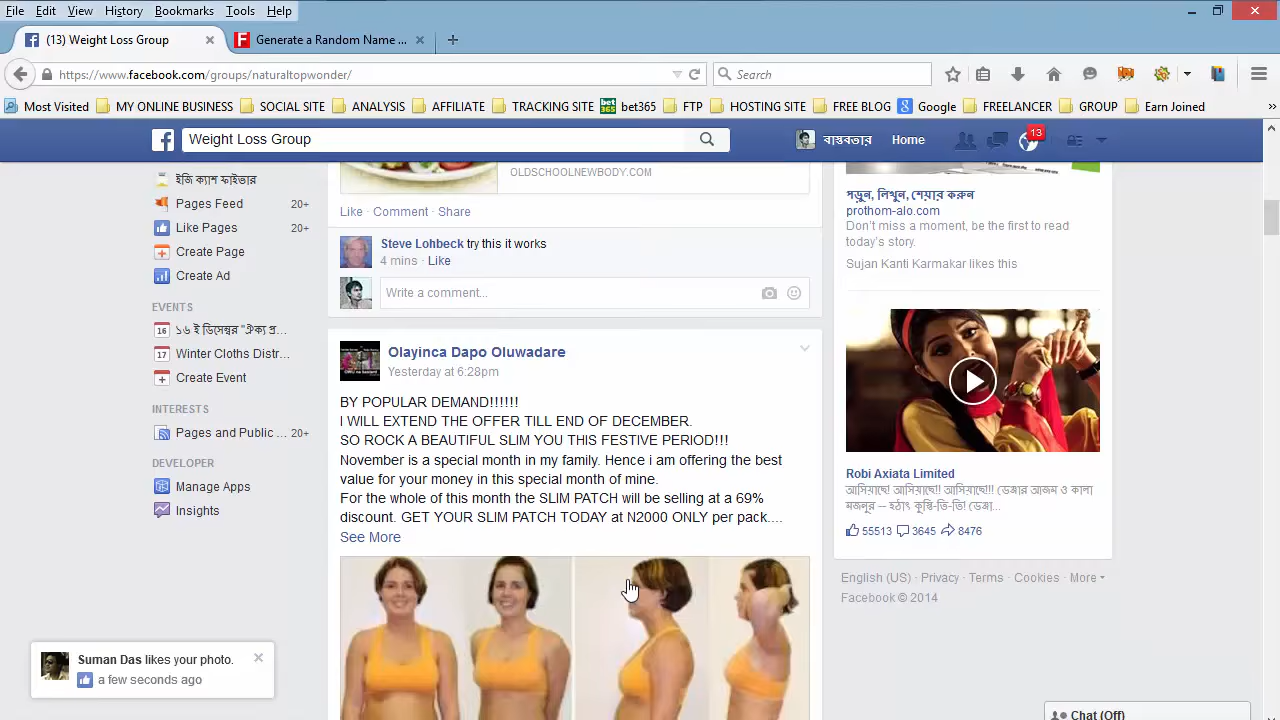 File Edit View History Bookmarks Tools Help
(13) Weight Loss Group
Generate a Random Name ...
https://www.facebook.com/groups/naturaltopwonder/
Search
Most Visited MY ONLINE BUSINESS SOCIAL SITE ANALYSIS AFFILIATE TRACKING SITE bet365 bet365 FTP HOSTING SITE FREE BLOG Google FREELANCER GROUP Earn Joined
Weight Loss Group
বাস্তবতার Home 13
ইজি ক্যাশ ফাইভার
Pages Feed 20+
Like Pages 20+
Create Page
Create Ad
EVENTS
16 ১৬ ই ডিসেম্বর “ঐক্য প্র...
17 Winter Cloths Distr...
Create Event
INTERESTS
Pages and Public ... 20+
DEVELOPER
Manage Apps
Insights
OLDSCHOOLNEWBODY.COM
Like · Comment · Share
Steve Lohbeck try this it works
4 mins · Like
Write a comment...
Olayinca Dapo Oluwadare
Yesterday at 6:28pm
BY POPULAR DEMAND!!!!!!
I WILL EXTEND THE OFFER TILL END OF DECEMBER.
SO ROCK A BEAUTIFUL SLIM YOU THIS FESTIVE PERIOD!!!
November is a special month in my family. Hence i am offering the best
value for your money in this special month of mine.
For the whole of this month the SLIM PATCH will be selling at a 69%
discount. GET YOUR SLIM PATCH TODAY at N2000 ONLY per pack....
See More
পড়ুন, লিখুন, শেয়ার করুন
prothom-alo.com
Don't miss a moment, be the first to read
today's story.
Sujan Kanti Karmakar likes this
Robi Axiata Limited
আসিয়াছে! আসিয়াছে!! আসিয়াছে!!! ভেজার আজম ও কালা
55513 3645 8476
English (US) · Privacy · Terms · Cookies · More
Facebook © 2014
Suman Das likes your photo.
a few seconds ago
Chat (Off)